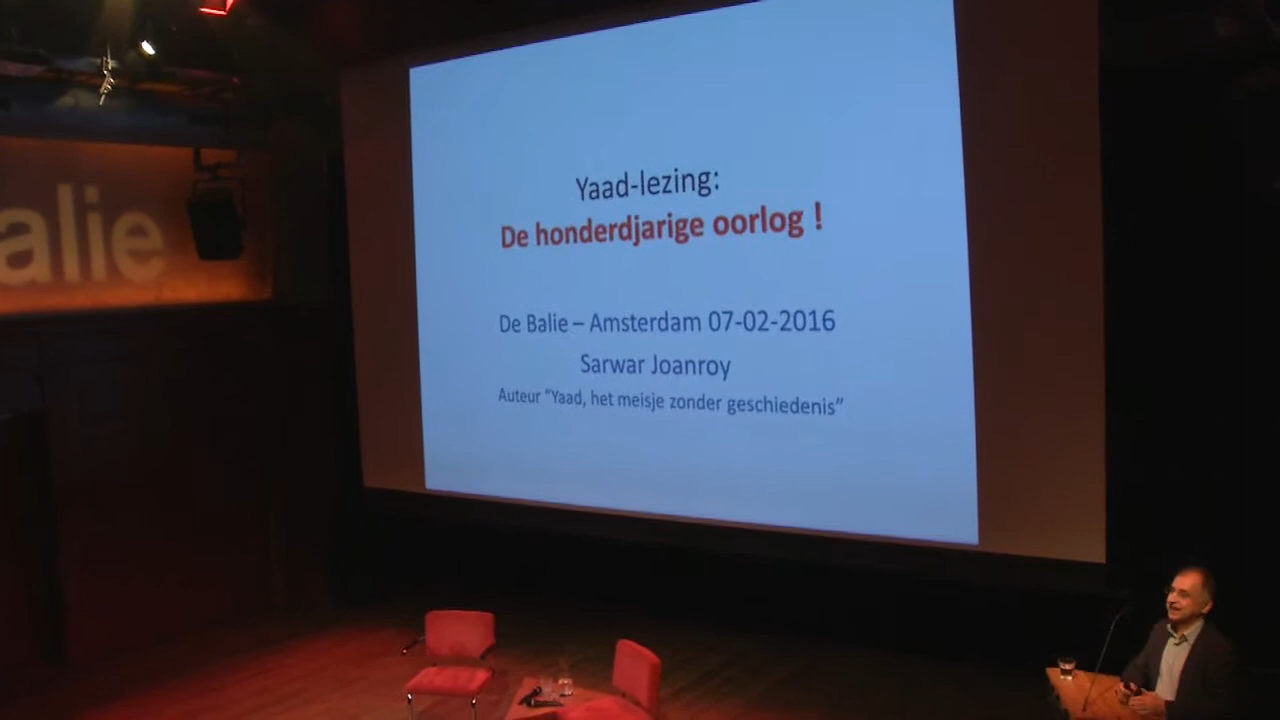 alie
Yaad-lezing:
De honderdjarige oorlog !
De Balie – Amsterdam 07-02-2016
Sarwar Joanroy
Auteur "Yaad, het meisje zonder geschiedenis"